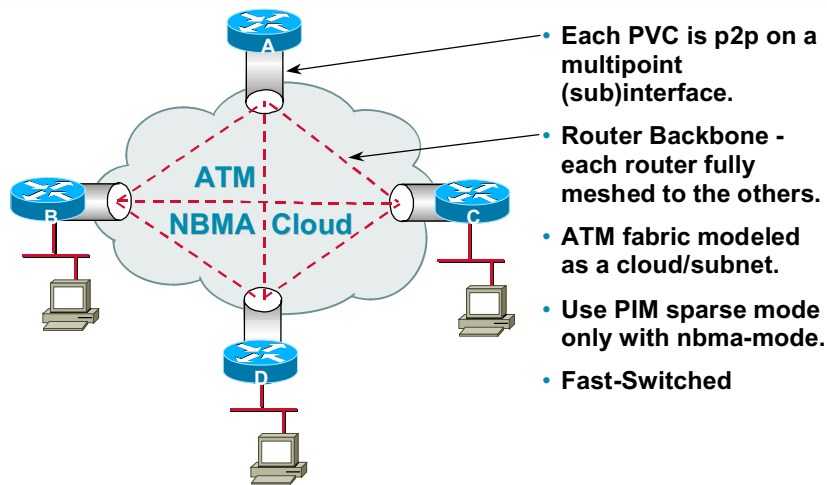 A
B
C
D
ATM
NBMA Cloud
• Each PVC is p2p on a
multipoint
(sub)interface.
• Router Backbone -
each router fully
meshed to the others.
• ATM fabric modeled
as a cloud/subnet.
• Use PIM sparse mode
only with nbma-mode.
• Fast-Switched